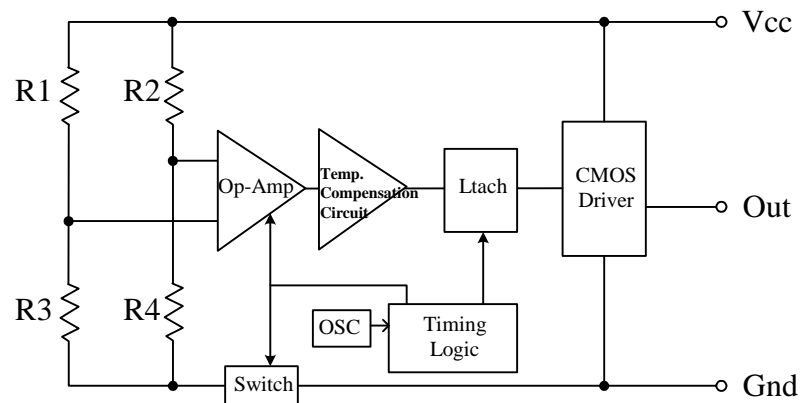 Vcc
R1
R2
Op-Amp
Temp.
Compensation
Circuit
Ltach
CMOS
Driver
Out
R3
R4
OSC
Timing
Logic
Switch
Gnd